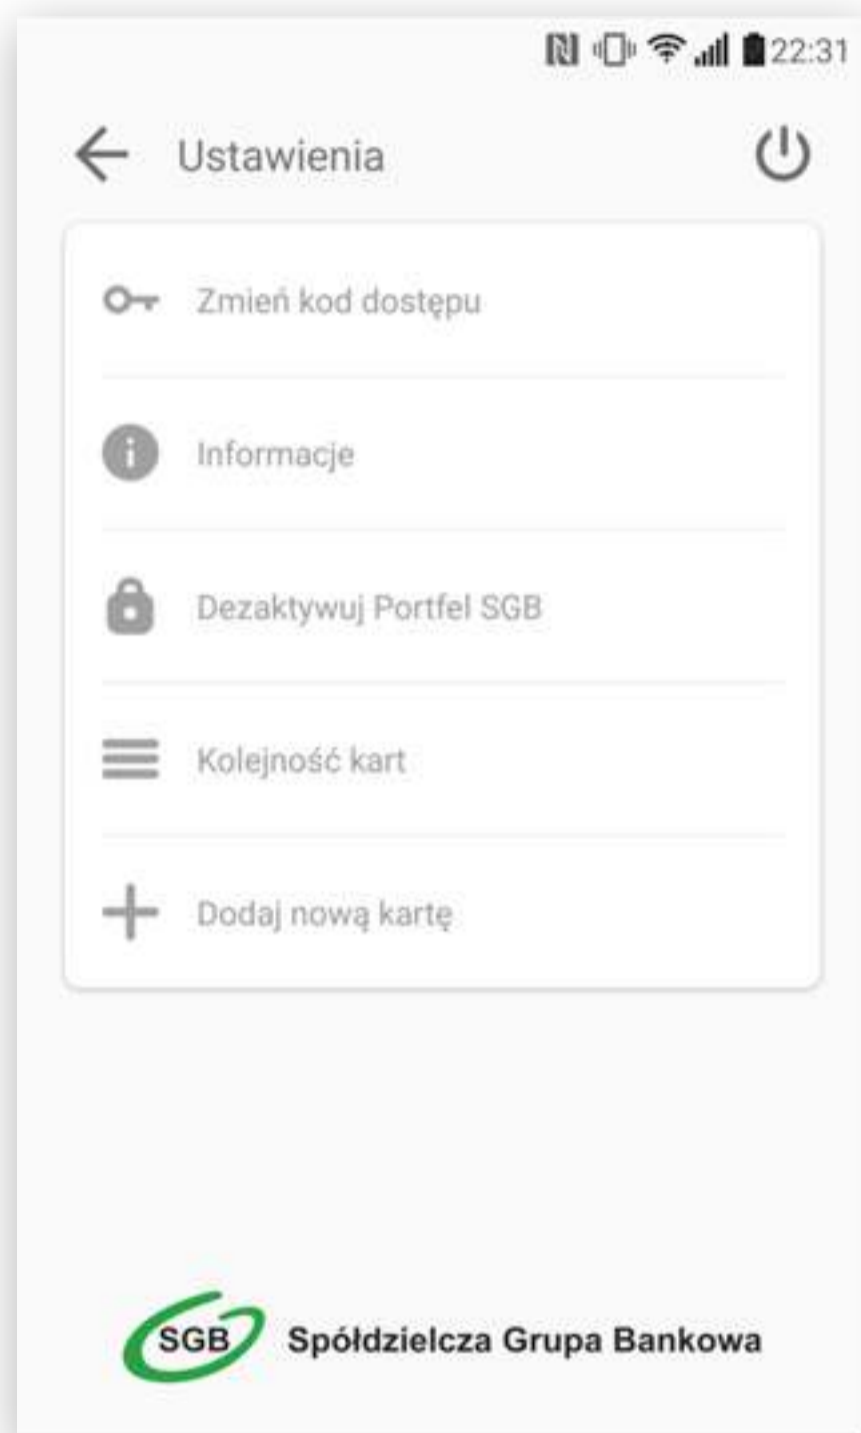 22:31
Ustawienia
Zmień kod dostępu
Informacje
Dezaktywuj Portfel SGB
Kolejność kart
Dodaj nową kartę
SGB Spółdzielcza Grupa Bankowa